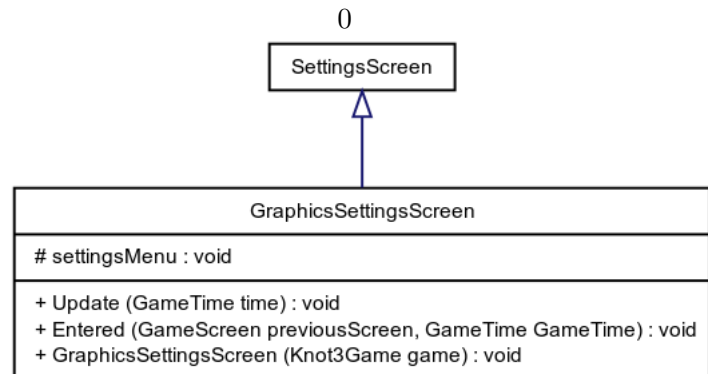 0
SettingsScreen
GraphicsSettingsScreen
# settingsMenu : void
+ Update (GameTime time) : void
+ Entered (GameScreen previousScreen, GameTime GameTime) : void
+ GraphicsSettingsScreen (Knot3Game game) : void